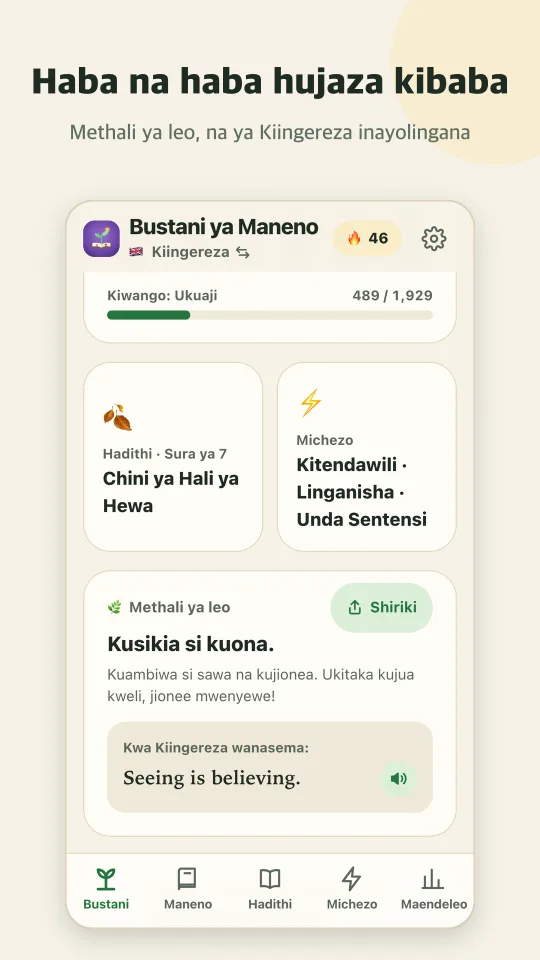 Haba na haba hujaza kibaba
Methali ya leo, na ya Kiingereza inayolingana
Bustani ya Maneno
Kiingereza
46
Kiwango: Ukuaji
489 / 1,929
Hadithi · Sura ya 7
Chini ya Hali ya
Hewa
Michezo
Kitendawili ·
Linganisha ·
Unda Sentensi
Methali ya leo
Shiriki
Kusikia si kuona.
Kuambiwa si sawa na kujionea. Ukitaka kujua
kweli, jionee mwenyewe!
Kwa Kiingereza wanasema:
Seeing is believing.
Bustani
Maneno
Hadithi
Michezo
Maendeleo